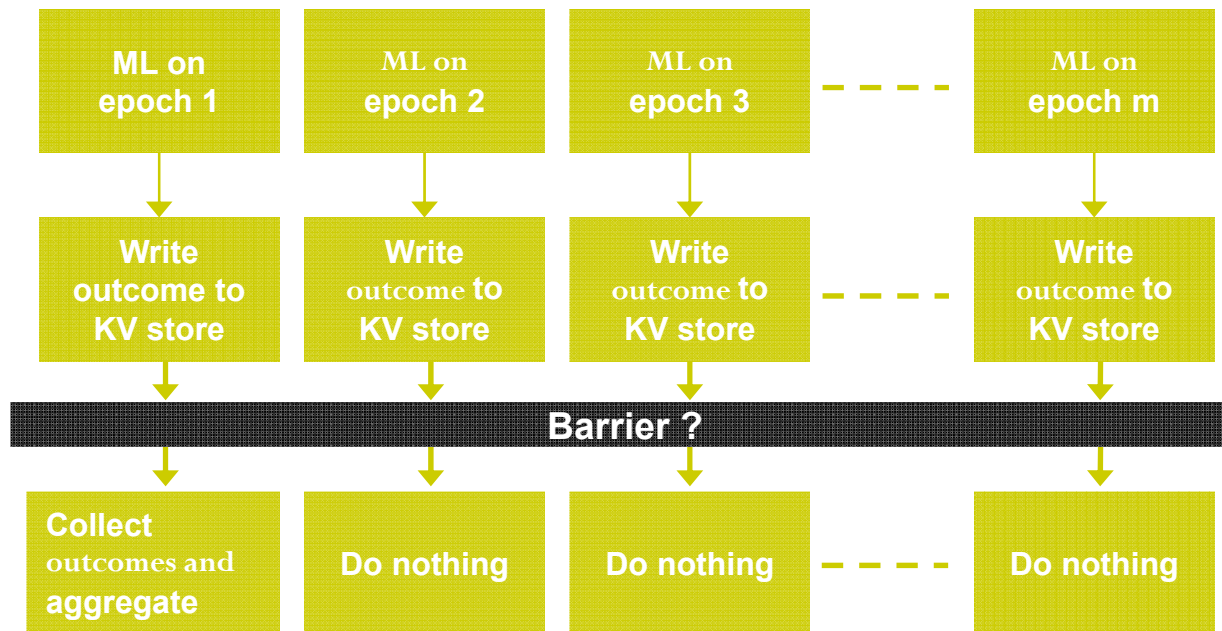 ML on
epoch 1
ML on
epoch 2
ML on
epoch 3
ML on
epoch m
Write
outcome to
KV store
Write
outcome to
KV store
Write
outcome to
KV store
Write
outcome to
KV store
Barrier ?
Collect
outcomes and
aggregate
Do nothing
Do nothing
Do nothing